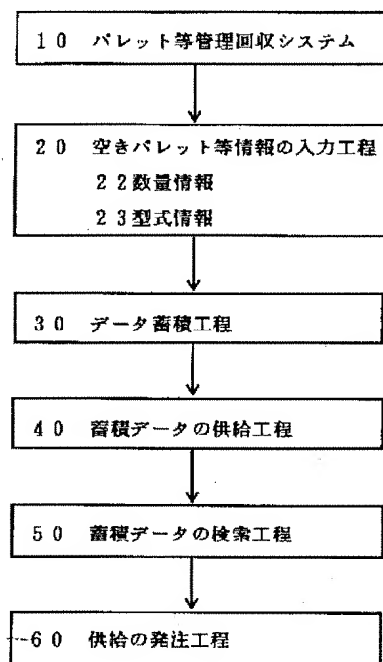 10 パレット等管理回収システム
20 空きパレット等情報の入力工程
22数量情報
23型式情報
30 データ蓄積工程
40 蓄積データの供給工程
50 蓄積データの検索工程
60 供給の発注工程